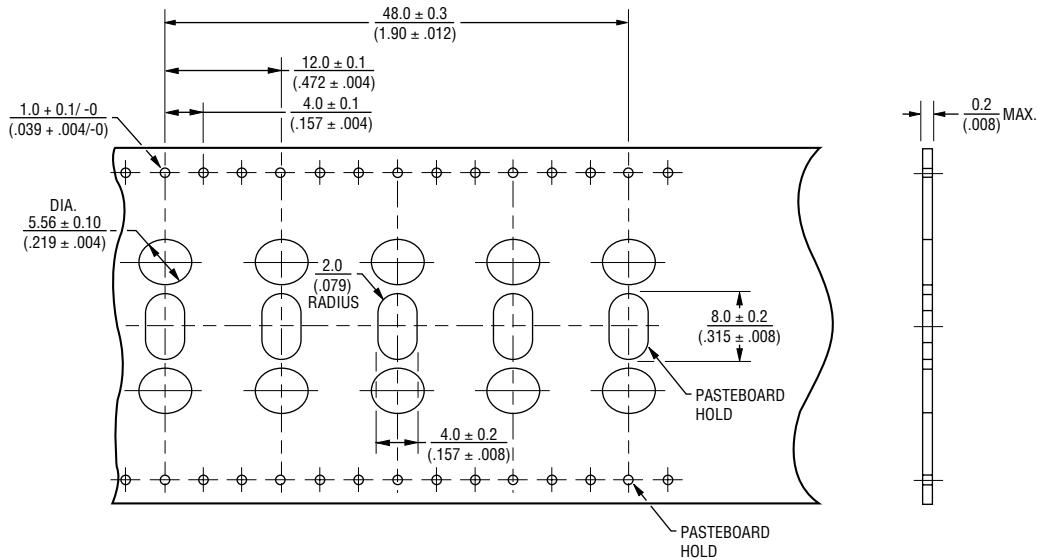 48.0 ± 0.3
(1.90 ± .012)
12.0 ± 0.1
(.472 ± .004)
4.0 ± 0.1
(.157 ± .004)
1.0 + 0.1/ -0
(.039 + .004/-0)
0.2
(.008) MAX.
DIA.
5.56 ± 0.10
(.219 ± .004)
2.0
(.079)
RADIUS
8.0 ± 0.2
(.315 ± .008)
PASTEBOARD
HOLD
4.0 ± 0.2
(.157 ± .008)
PASTEBOARD
HOLD